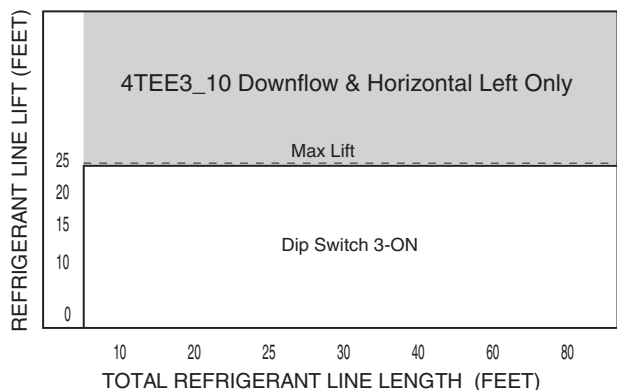 REFRIGERANT LINE LIFT (FEET)
4TEE3_10 Downflow & Horizontal Left Only
Max Lift
25
20
15
10
0
Dip Switch 3-ON
10 20 25 30 40 60 80
TOTAL REFRIGERANT LINE LENGTH (FEET)